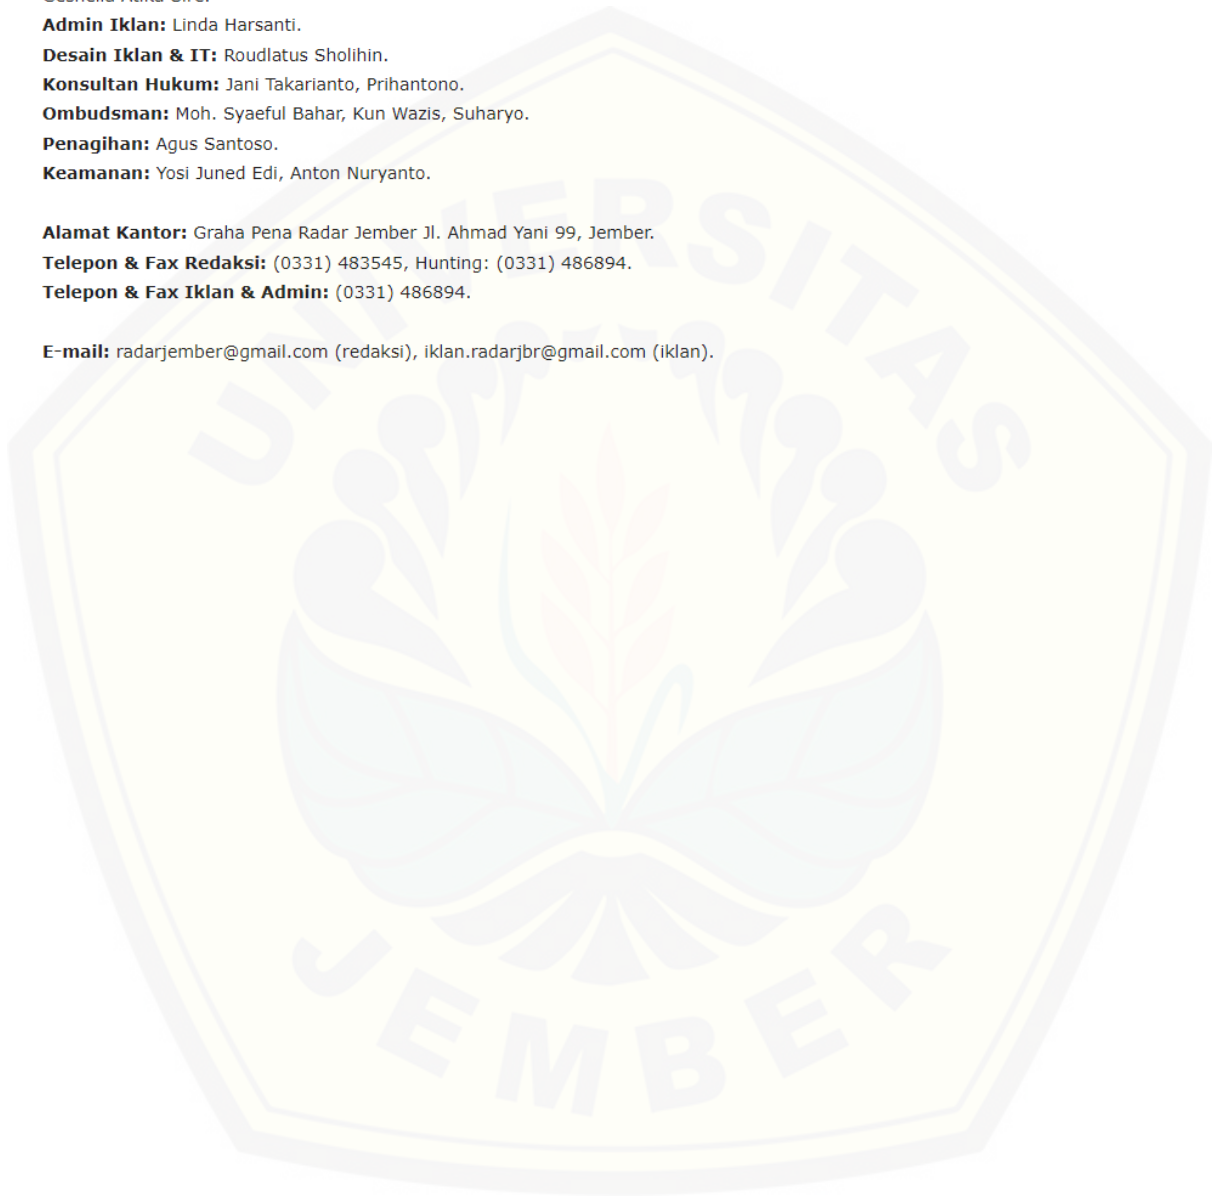 Admin Iklan: Linda Harsanti.
Desain Iklan & IT: Roudlatus Sholihin.
Konsultan Hukum: Jani Takarianto, Prihantono.
Ombudsman: Moh. Syaeful Bahar, Kun Wazis, Suharyo.
Penagihan: Agus Santoso.
Keamanan: Yosi Juned Edi, Anton Nuryanto.
Alamat Kantor: Graha Pena Radar Jember Jl. Ahmad Yani 99, Jember.
Telepon & Fax Redaksi: (0331) 483545, Hunting: (0331) 486894.
Telepon & Fax Iklan & Admin: (0331) 486894.
E-mail: radarjember@gmail.com (redaksi), iklan.radarjbr@gmail.com (iklan).
UNIVERSITAS
JEMBER